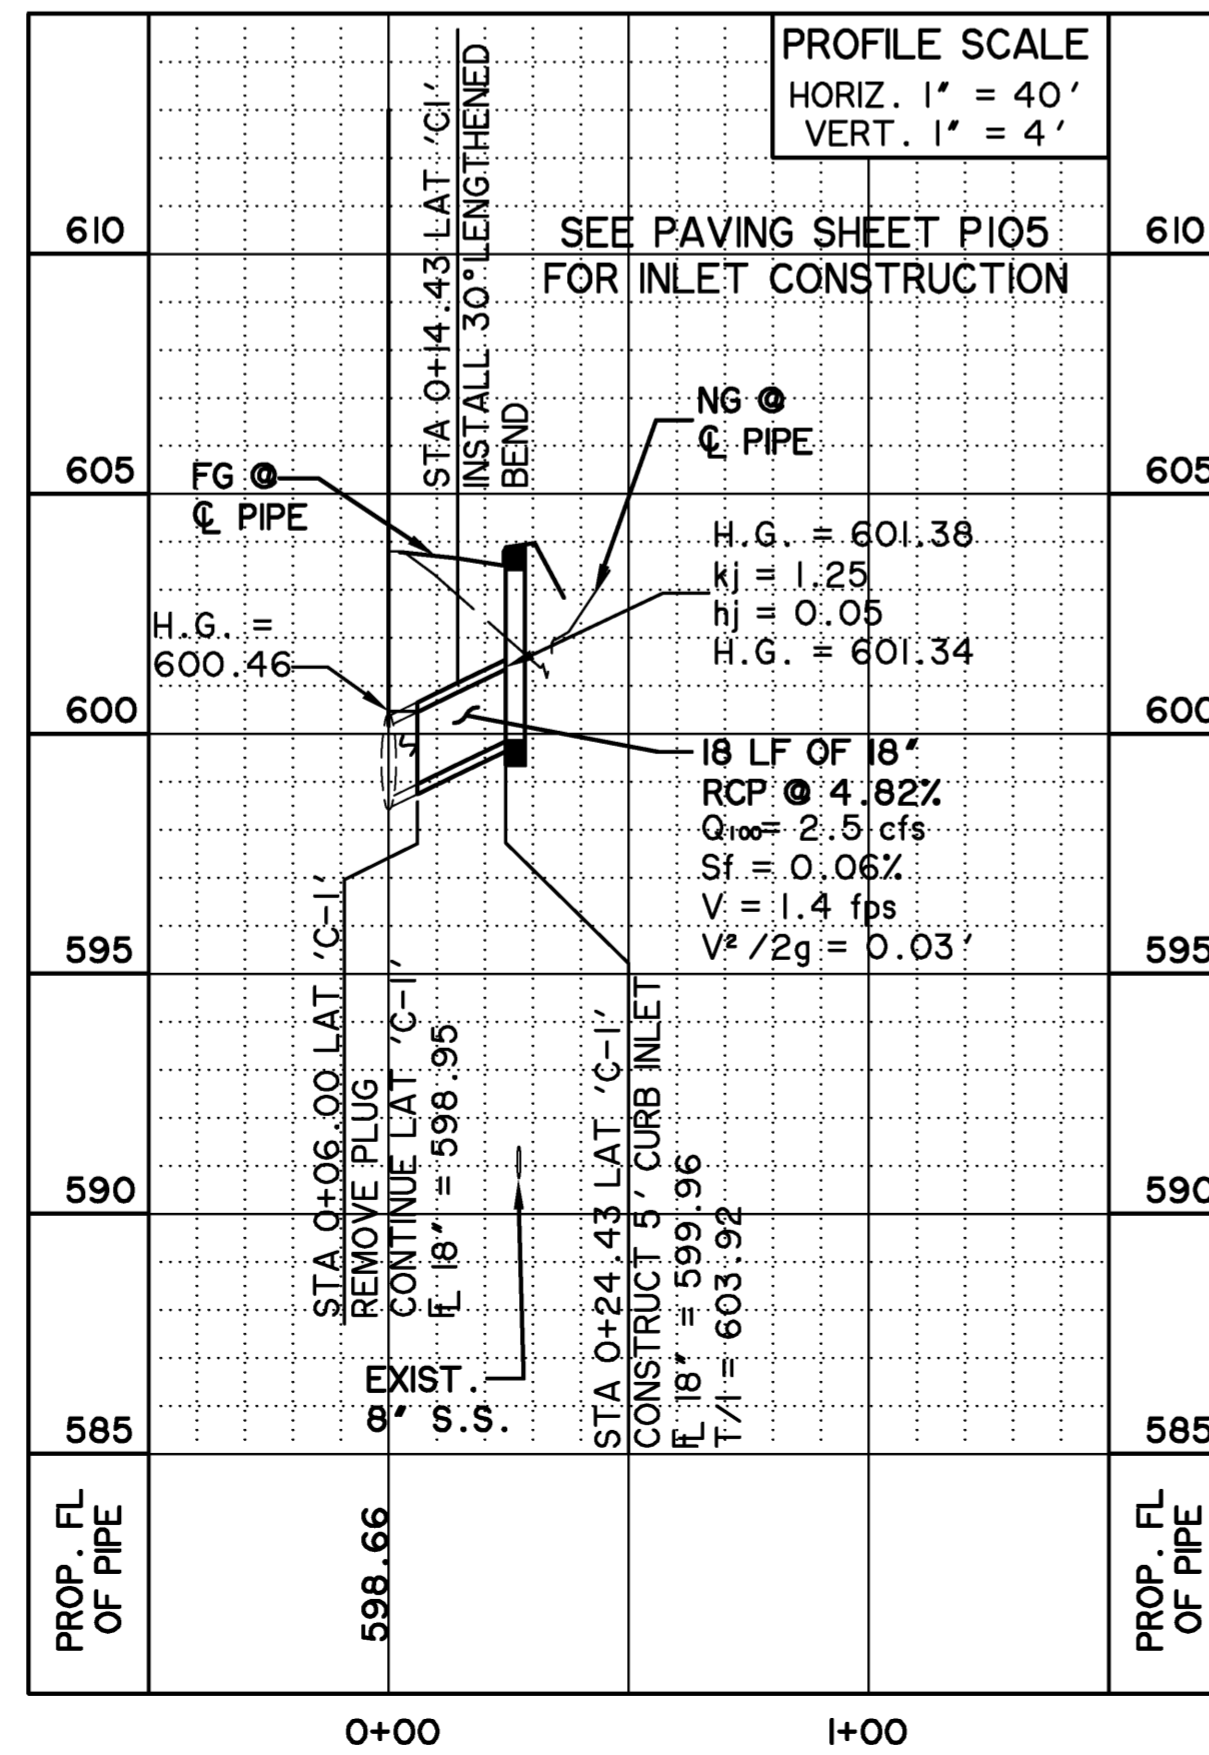 PROFILE SCALE
HORIZ. 1" = 40'
VERT. 1" = 4'
610
610
SEE PAVING SHEET P105
FOR INLET CONSTRUCTION
STA 0+14.43 LAT 'C1'
INSTALL 30° LENGTHENED
BEND
NG @
℄ PIPE
605
605
FG @
℄ PIPE
H.G. = 601.38
kj = 1.25
hj = 0.05
H.G. = 601.34
H.G. =
600.46
600
600
18 LF OF 18"
RCP @ 4.82%
Q100= 2.5 cfs
Sf = 0.06%
V = 1.4 fps
V²/2g = 0.03'
595
595
STA 0+06.00 LAT 'C-1'
REMOVE PLUG
CONTINUE LAT 'C-1'
FL 18" = 598.95
STA 0+24.43 LAT 'C-1'
CONSTRUCT 5' CURB INLET
FL 18" = 599.96
T/I = 603.92
590
590
EXIST.
8" S.S.
585
585
PROP. FL
OF PIPE
598.66
PROP. FL
OF PIPE
0+00
1+00